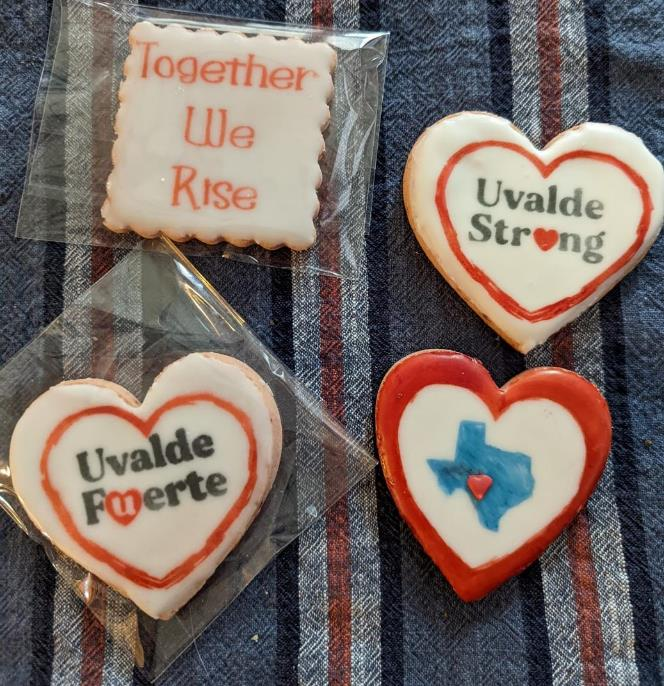 Together
We
Rise
Uvalde
Strong
Uvalde
Fuerte